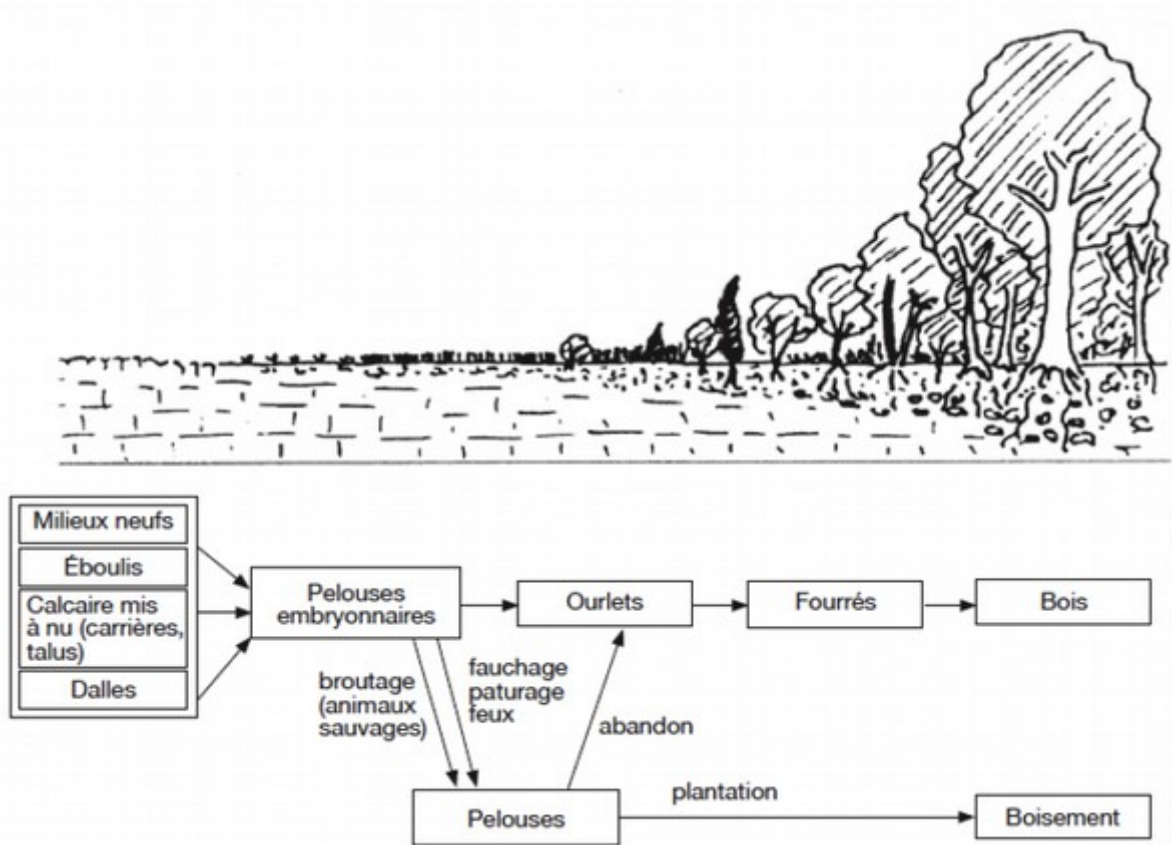 Milieux neufs
Éboulis
Calcaire mis
à nu (carrières,
talus)
Dalles
Pelouses
embryonnaires
Ourlets
Fourrés
Bois
broutage
(animaux
sauvages)
fauchage
paturage
feux
abandon
plantation
Pelouses
Boisement